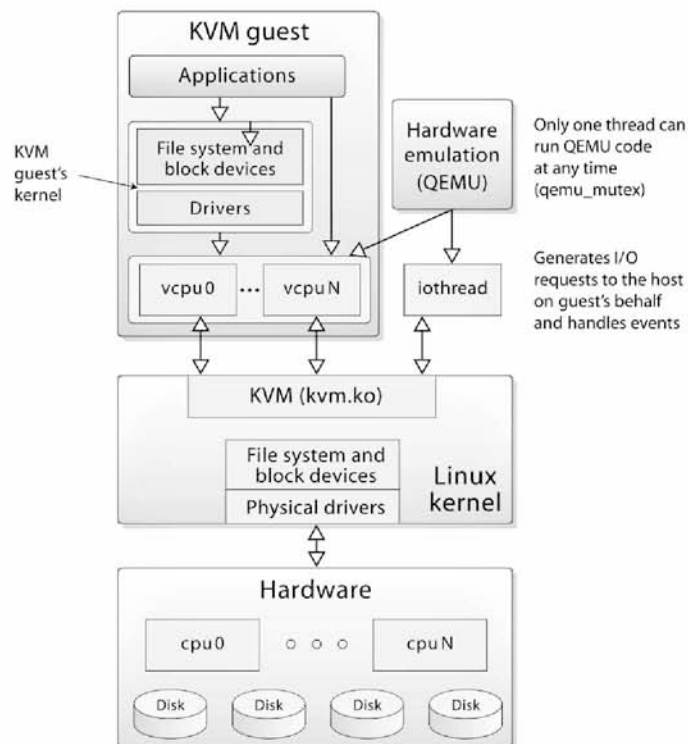 KVM guest
Applications
File system and
block devices
Drivers
KVM
guest's
kernel
vcpu0 ... vcpuN
Hardware
emulation
(QEMU)
Only one thread can
run QEMU code
at any time
(qemu_mutex)
iothread
Generates I/O
requests to the host
on guest's behalf
and handles events
KVM (kvm.ko)
File system and
block devices
Physical drivers
Linux
kernel
Hardware
cpu0
cpuN
Disk Disk Disk Disk